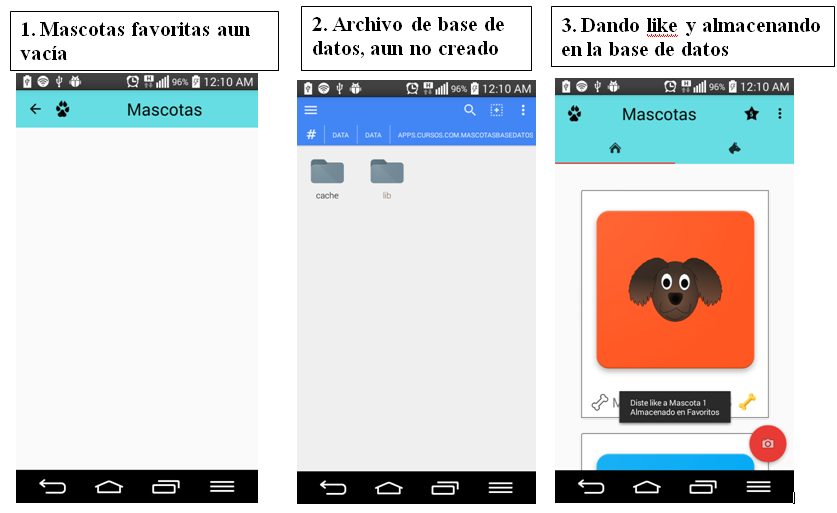 1. Mascotas favoritas aun
vacía
96% 12:10 AM
Mascotas
2. Archivo de base de
datos, aun no creado
96% 12:10 AM
# DATA DATA APPS.CURSOS.COM.MASCOTASBASEDATOS
cache lib
3. Dando like y almacenando
en la base de datos
H
96% 12:10 AM
Mascotas 5
Diste like a Mascota 1
Almacenado en Favoritos